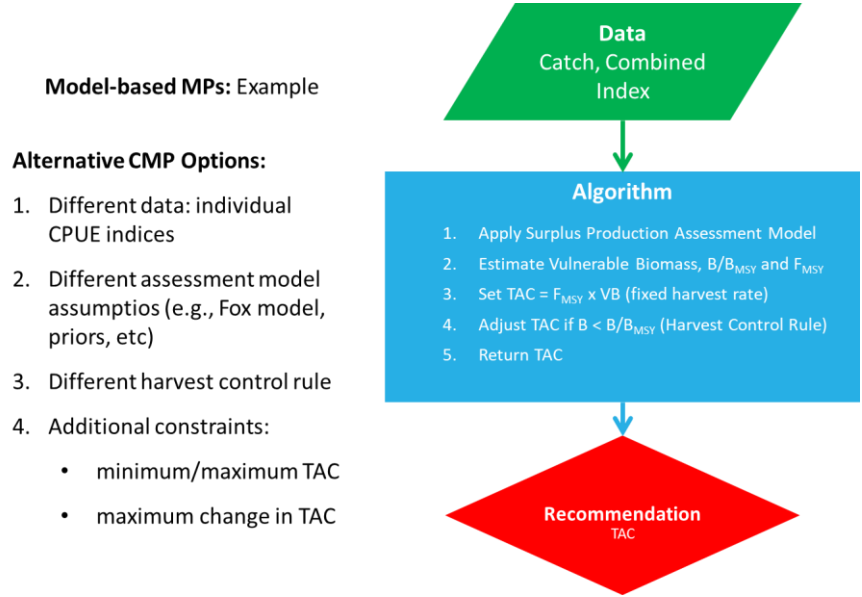 Model-based MPs: Example
Alternative CMP Options:
1. Different data: individual
CPUE indices
2. Different assessment model
assumptios (e.g., Fox model,
priors, etc)
3. Different harvest control rule
4. Additional constraints:
• minimum/maximum TAC
• maximum change in TAC
Data
Catch, Combined
Index
Algorithm
1. Apply Surplus Production Assessment Model
2. Estimate Vulnerable Biomass, B/BMSY and FMSY
3. Set TAC = FMSY x VB (fixed harvest rate)
4. Adjust TAC if B < B/BMSY (Harvest Control Rule)
5. Return TAC
Recommendation
TAC